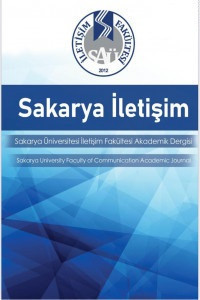 İLETİŞİM FAKÜLTESİ
SAÜ
2012
Sakarya İletişim
Sakarya Üniversitesi İletişim Fakültesi Akademik Dergisi
Sakarya University Faculty of Communication Academic Journal